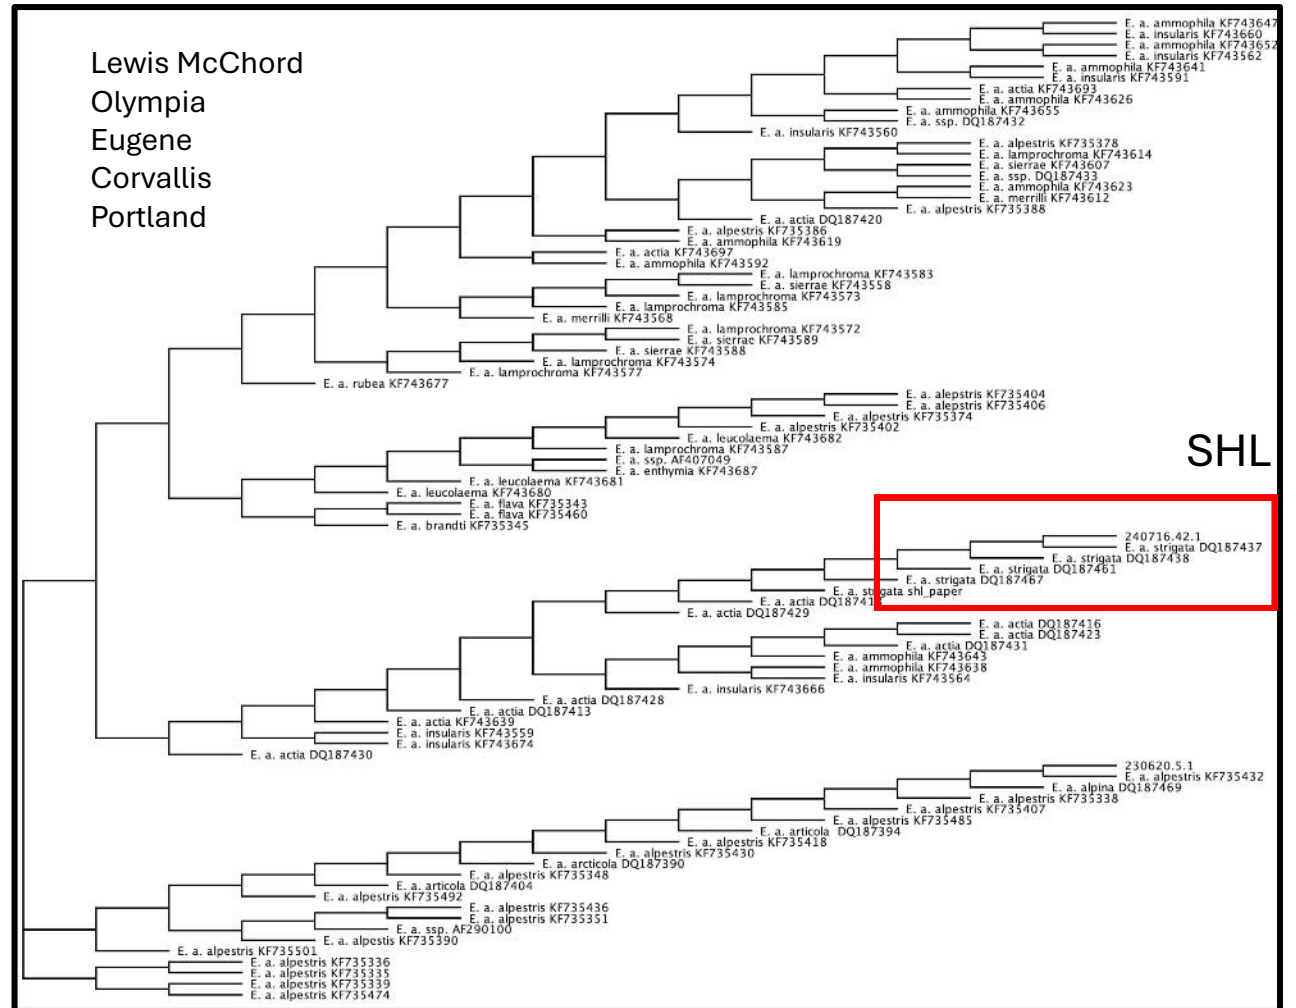 Lewis McChord
Olympia
Eugene
Corvallis
Portland
E. a. ammophila KF743647
E. a. insularis KF743660
E. a. ammophila KF743652
E. a. insularis KF743562
E. a. ammophila KF743641
E. a. insularis KF743591
E. a. actia KF743693
E. a. ammophila KF743626
E. a. ammophila KF743655
E. a. ssp. DQ187432
E. a. insularis KF743560
E. a. alpestris KF735378
E. a. lamprochroma KF743614
E. a. sierrae KF743607
E. a. ssp. DQ187433
E. a. ammophila KF743623
E. a. merrilli KF743612
E. a. alpestris KF735388
E. a. actia DQ187420
E. a. alpestris KF735386
E. a. ammophila KF743619
E. a. actia KF743697
E. a. ammophila KF743592
E. a. lamprochroma KF743583
E. a. sierrae KF743558
E. a. lamprochroma KF743573
E. a. lamprochroma KF743585
E. a. merrilli KF743568
E. a. lamprochroma KF743572
E. a. sierrae KF743589
E. a. sierrae KF743588
E. a. lamprochroma KF743574
E. a. lamprochroma KF743577
E. a. rubea KF743677
E. a. alepstris KF735404
E. a. alepstris KF735406
E. a. alpestris KF735374
E. a. alpestris KF735402
E. a. leucolaema KF743682
E. a. lamprochroma KF743587
E. a. ssp. AF407049
E. a. enthymia KF743687
E. a. leucolaema KF743681
E. a. leucolaema KF743680
E. a. flava KF735343
E. a. flava KF735460
E. a. brandti KF735345
SHL
240716.42.1
E. a. strigata DQ187437
E. a. strigata DQ187438
E. a. strigata DQ187461
E. a. strigata DQ187467
E. a. strigata shl_paper
E. a. actia
E. a. actia DQ187429
E. a. actia DQ187416
E. a. actia DQ187423
E. a. actia DQ187431
E. a. ammophila KF743643
E. a. ammophila KF743638
E. a. insularis KF743564
E. a. insularis KF743666
E. a. actia DQ187428
E. a. actia DQ187413
E. a. actia KF743639
E. a. insularis KF743559
E. a. insularis KF743674
E. a. actia DQ187430
230620.5.1
E. a. alpestris KF735432
E. a. alpina DQ187469
E. a. alpestris KF735338
E. a. alpestris KF735407
E. a. alpestris KF735485
E. a. articola DQ187394
E. a. alpestris KF735418
E. a. alpestris KF735430
E. a. arcticola DQ187390
E. a. alpestris KF735348
E. a. articola DQ187404
E. a. alpestris KF735492
E. a. alpestris KF735436
E. a. alpestris KF735351
E. a. ssp. AF290100
E. a. alpestis KF735390
E. a. alpestris KF735501
E. a. alpestris KF735336
E. a. alpestris KF735335
E. a. alpestris KF735339
E. a. alpestris KF735474